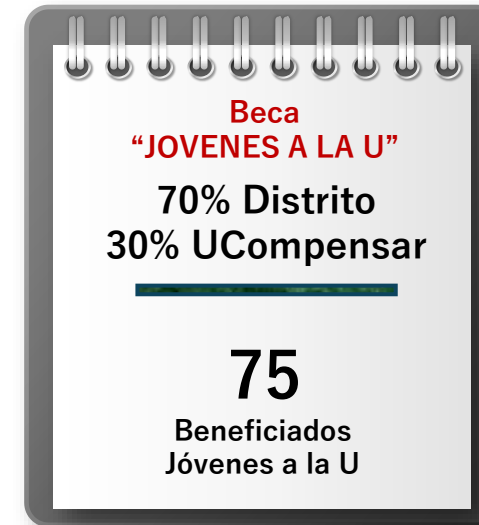 Beca
“JOVENES A LA U”
70% Distrito
30% UCompensar
75
Beneficiados
Jóvenes a la U